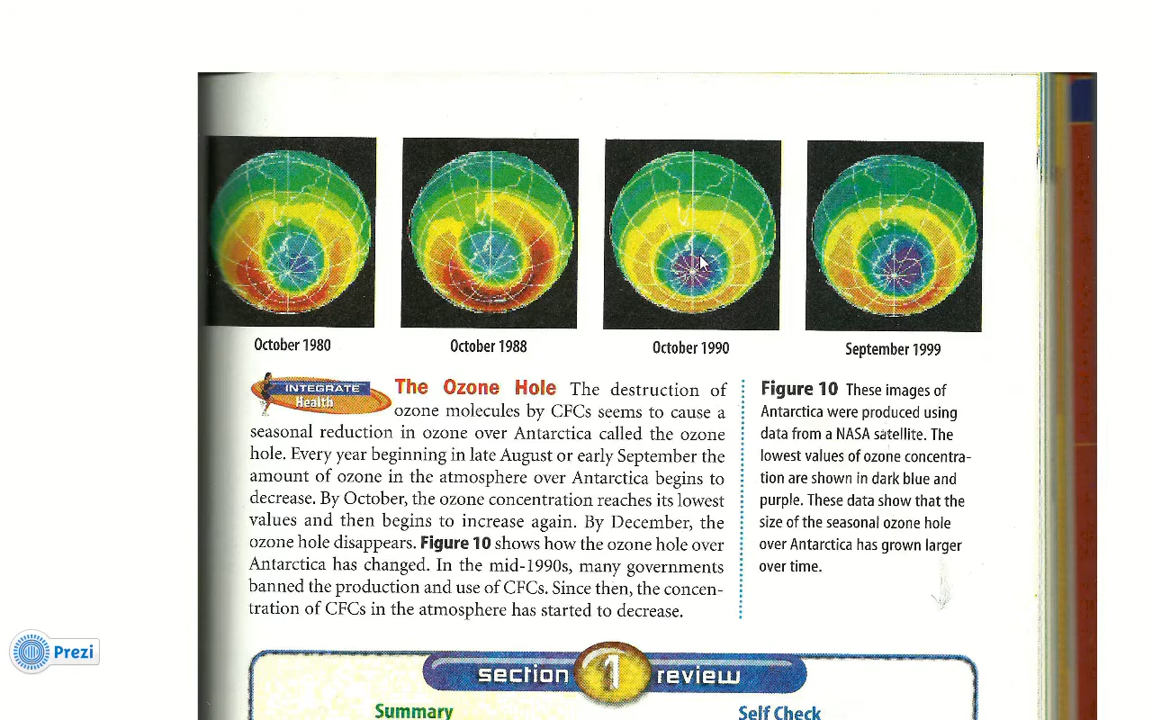 October 1980
October 1988
October 1990
September 1999
INTEGRATE
Health
The Ozone Hole The destruction of
ozone molecules by CFCs seems to cause a
seasonal reduction in ozone over Antarctica called the ozone
hole. Every year beginning in late August or early September the
amount of ozone in the atmosphere over Antarctica begins to
decrease. By October, the ozone concentration reaches its lowest
values and then begins to increase again. By December, the
ozone hole disappears. Figure 10 shows how the ozone hole over
Antarctica has changed. In the mid-1990s, many governments
banned the production and use of CFCs. Since then, the concen-
tration of CFCs in the atmosphere has started to decrease.
Figure 10 These images of
Antarctica were produced using
data from a NASA satellite. The
lowest values of ozone concentra-
tion are shown in dark blue and
purple. These data show that the
size of the seasonal ozone hole
over Antarctica has grown larger
over time.
Prezi
section 1 review
Summary
Self Check